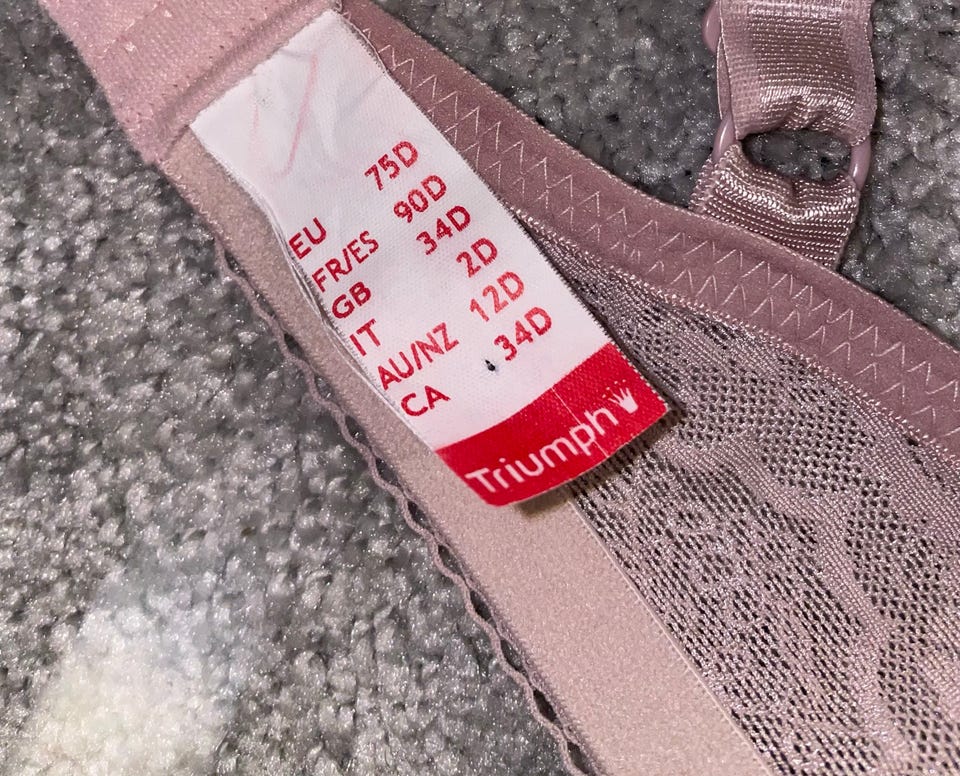 EU 75D
FR/ES 90D
GB 34D
IT 2D
AU/NZ 12D
CA 34D
Triumph